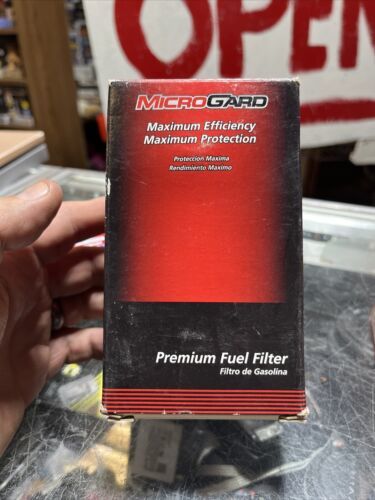 OPEN
MICROGARD
Maximum Efficiency
Maximum Protection
Proteccion Maxima
Rendimiento Maximo
Premium Fuel Filter
Filtro de Gasolina